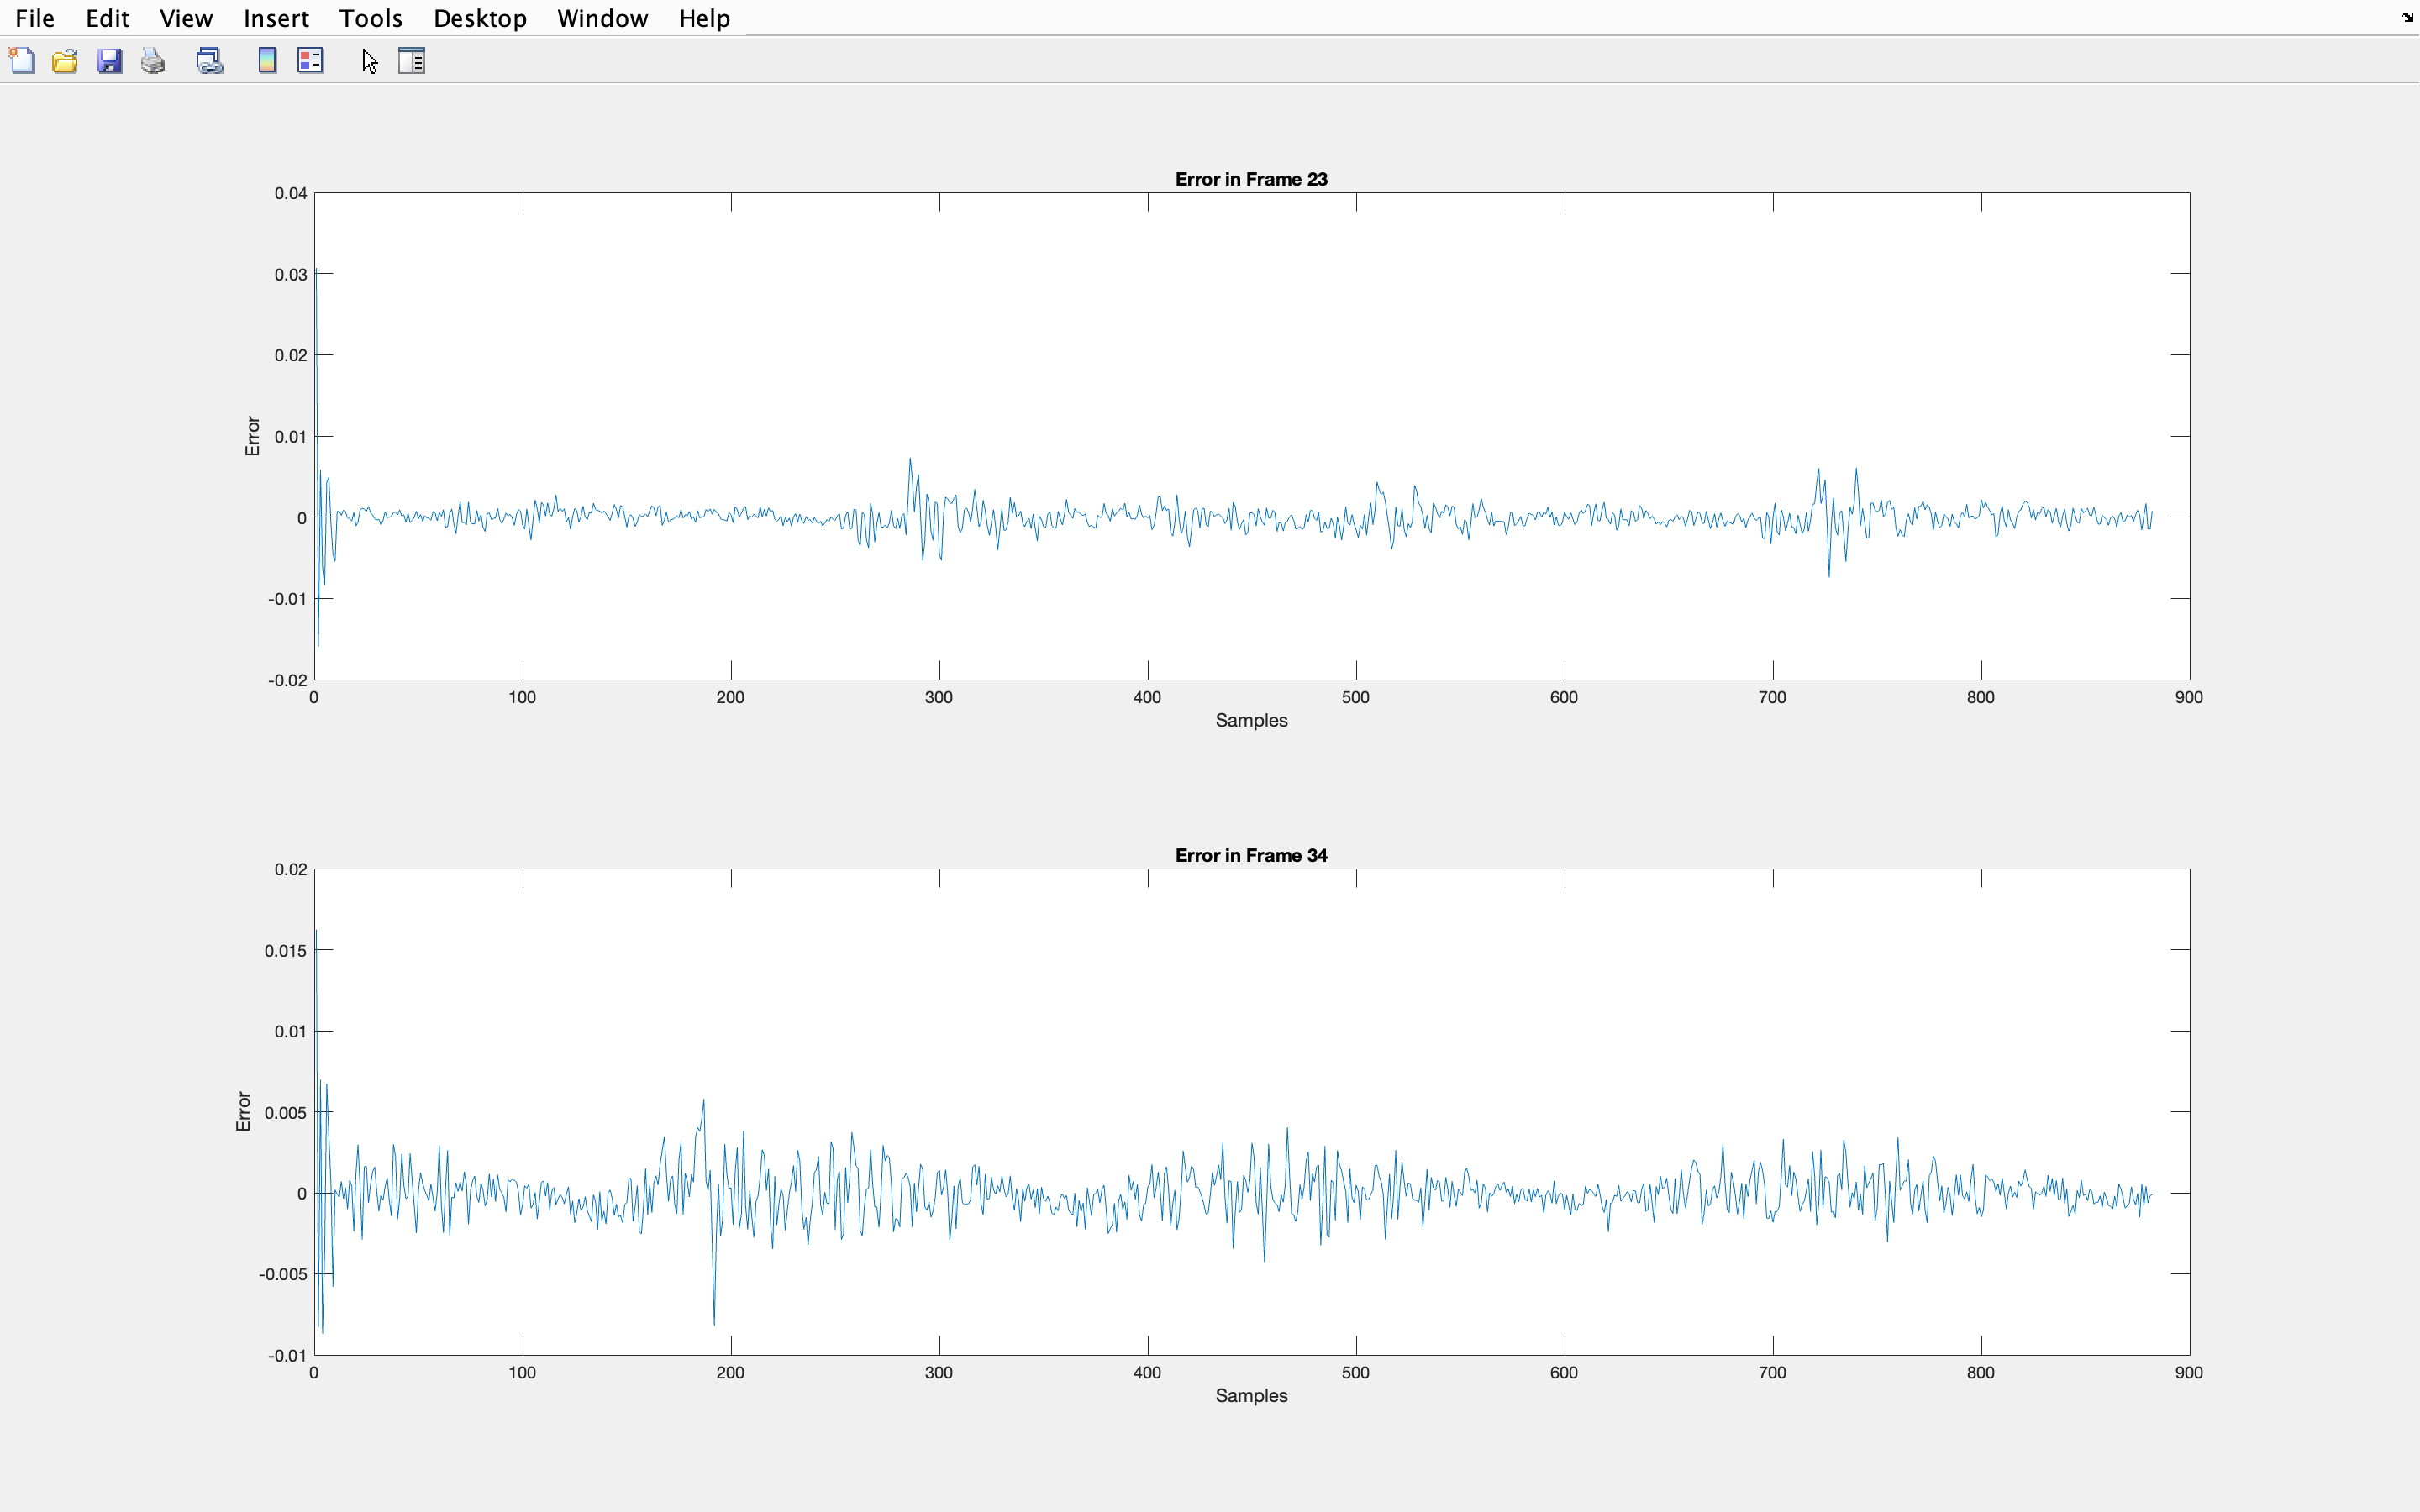 File Edit View Insert Tools Desktop Window Help
Error in Frame 23
0.04
0.03
0.02
0.01
0
-0.01
-0.02
Error
0 100 200 300 400 500 600 700 800 900
Samples
Error in Frame 34
0.02
0.015
0.01
0.005
0
-0.005
-0.01
Error
0 100 200 300 400 500 600 700 800 900
Samples